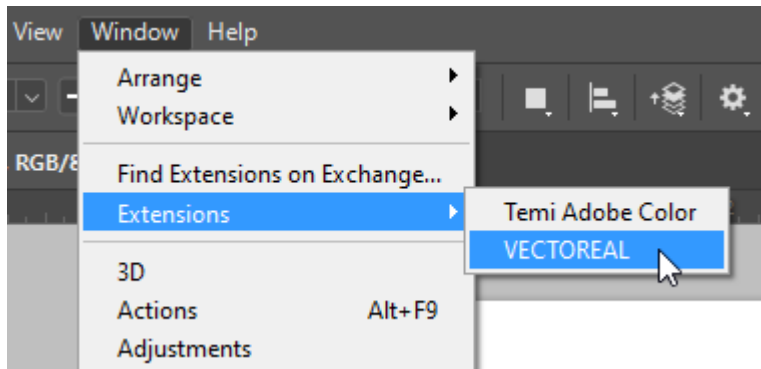 View Window Help
RGB/8
Arrange
Workspace
Find Extensions on Exchange...
Extensions
Temi Adobe Color
VECTOREAL
3D
Actions Alt+F9
Adjustments